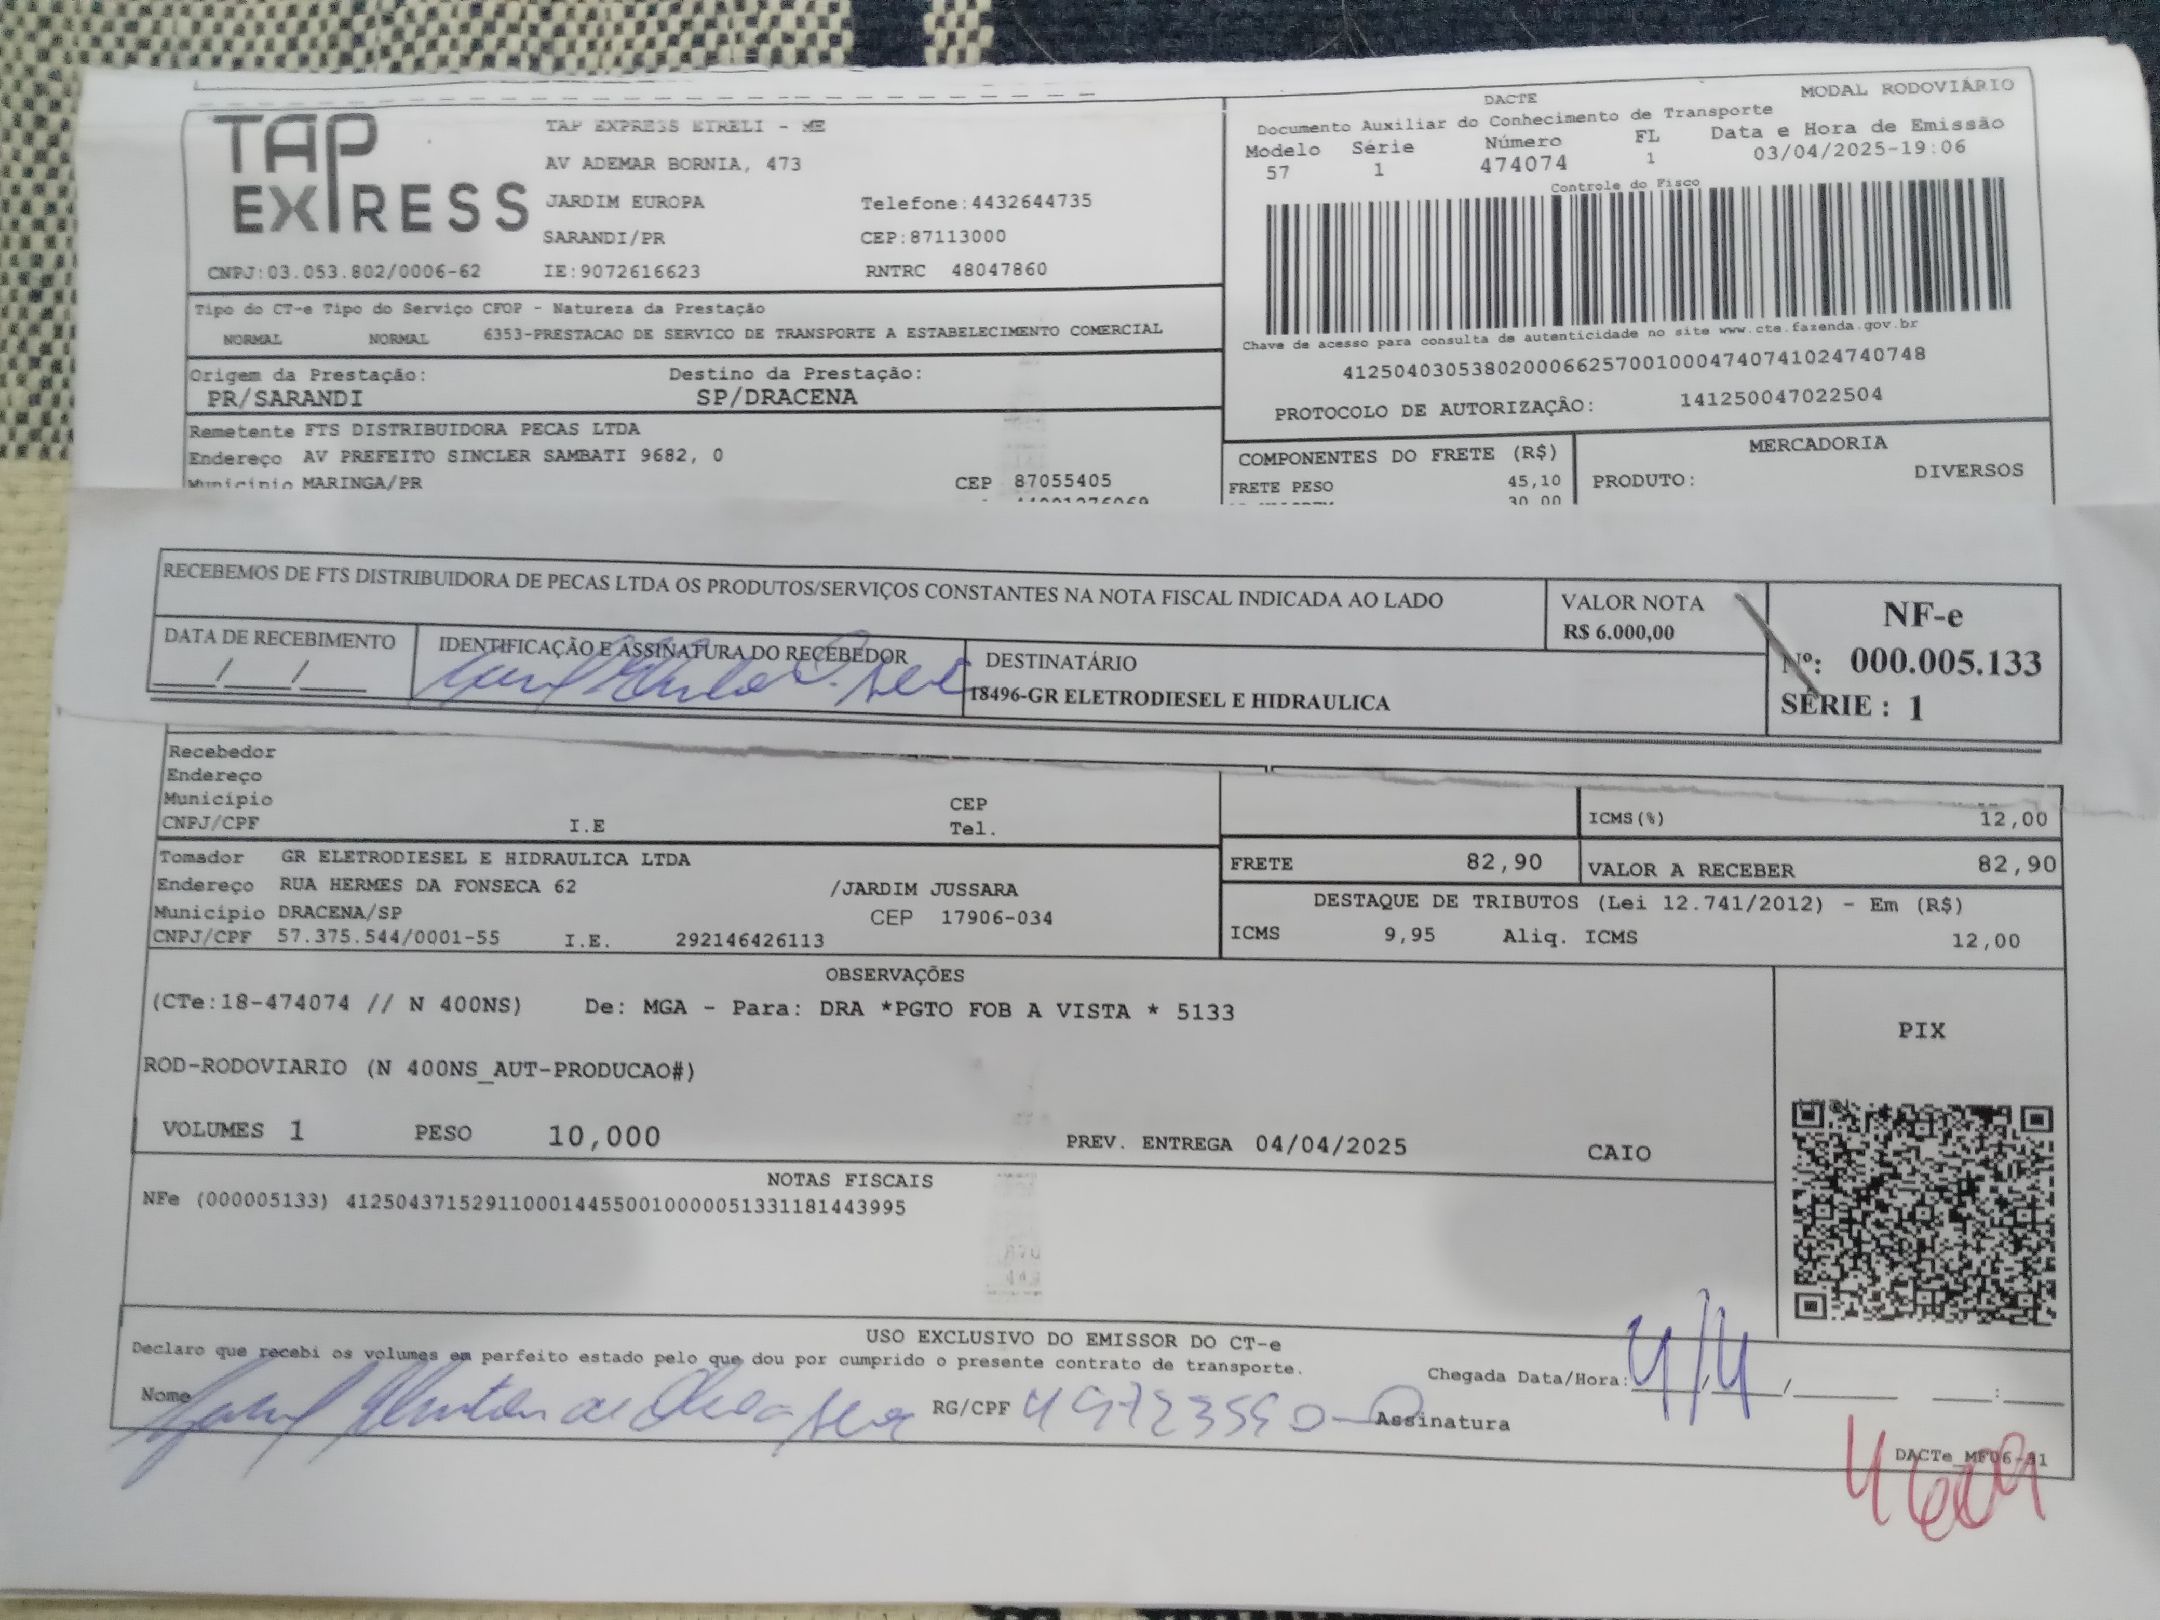 TAP EXPRESS
TAP EXPRESS EIRELI - ME
AV ADEMAR BORNIA, 473
JARDIM EUROPA Telefone:4432644735
SARANDI/PR CEP:87113000
CNPJ:03.053.802/0006-62 IE:9072616623 RNTRC 48047860
DACTE MODAL RODOVIÁRIO
Documento Auxiliar do Conhecimento de Transporte
Modelo Série Número FL Data e Hora de Emissão
57 1 474074 1 03/04/2025-19:06
Controle do Fisco
Chave de acesso para consulta de autenticidade no site www.cte.fazenda.gov.br
41250403053802000662570010004740741024740748
PROTOCOLO DE AUTORIZAÇÃO: 141250047022504
Tipo do CT-e Tipo do Serviço CFOP - Natureza da Prestação
NORMAL NORMAL 6353-PRESTACAO DE SERVICO DE TRANSPORTE A ESTABELECIMENTO COMERCIAL
Origem da Prestação: Destino da Prestação:
PR/SARANDI SP/DRACENA
Remetente FTS DISTRIBUIDORA PECAS LTDA
Endereço AV PREFEITO SINCLER SAMBATI 9682, 0
Município MARINGA/PR CEP 87055405
COMPONENTES DO FRETE (R$)
FRETE PESO 45,10
30,00
MERCADORIA
PRODUTO: DIVERSOS
RECEBEMOS DE FTS DISTRIBUIDORA DE PECAS LTDA OS PRODUTOS/SERVIÇOS CONSTANTES NA NOTA FISCAL INDICADA AO LADO
VALOR NOTA
R$ 6.000,00
NF-e
Nº: 000.005.133
SÉRIE : 1
DATA DE RECEBIMENTO
___/___/___
IDENTIFICAÇÃO E ASSINATURA DO RECEBEDOR
DESTINATÁRIO
18496-GR ELETRODIESEL E HIDRAULICA
Recebedor
Endereço
Município CEP
CNPJ/CPF I.E Tel.
ICMS(%) 12,00
Tomador GR ELETRODIESEL E HIDRAULICA LTDA
Endereço RUA HERMES DA FONSECA 62 /JARDIM JUSSARA
Município DRACENA/SP CEP 17906-034
CNPJ/CPF 57.375.544/0001-55 I.E. 292146426113
FRETE 82,90 VALOR A RECEBER 82,90
DESTAQUE DE TRIBUTOS (Lei 12.741/2012) - Em (R$)
ICMS 9,95 Aliq. ICMS 12,00
OBSERVAÇÕES
(CTe:18-474074 // N 400NS) De: MGA - Para: DRA *PGTO FOB A VISTA * 5133
ROD-RODOVIARIO (N 400NS_AUT-PRODUCAO#)
VOLUMES 1 PESO 10,000 PREV. ENTREGA 04/04/2025 CAIO
PIX
NOTAS FISCAIS
NFe (000005133) 41250437152911000144550010000051331181443995
USO EXCLUSIVO DO EMISSOR DO CT-e
Declaro que recebi os volumes em perfeito estado pelo que dou por cumprido o presente contrato de transporte.
Chegada Data/Hora: 4/4
Nome RG/CPF Assinatura
DACTe_MF06-31